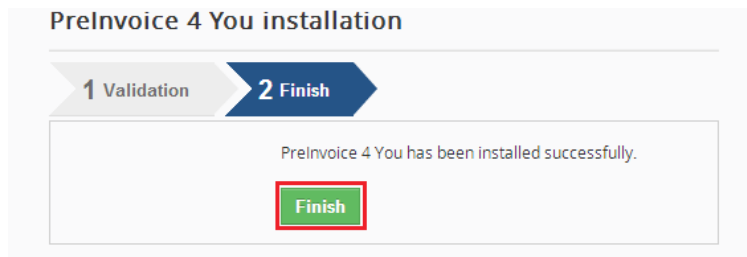 PreInvoice 4 You installation
1 Validation 2 Finish
PreInvoice 4 You has been installed successfully.
Finish